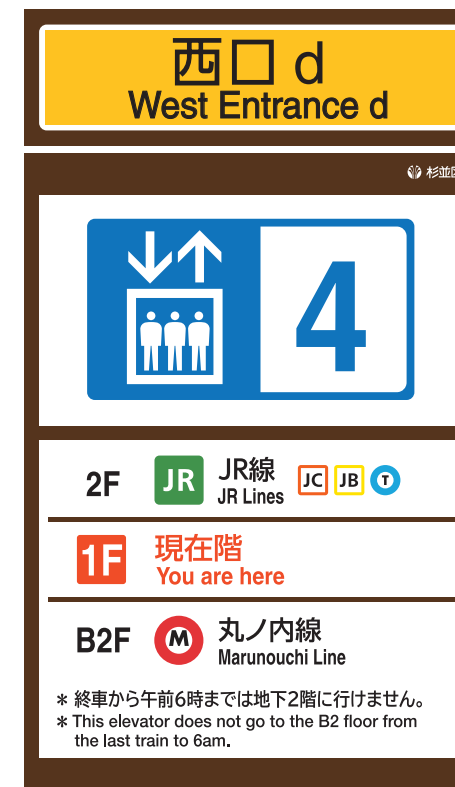 西口 d
West Entrance d
杉並区
4
2F JR JR線 JC JB T
JR Lines
1F 現在階
You are here
B2F M 丸ノ内線
Marunouchi Line
* 終車から午前6時までは地下2階に行けません。
* This elevator does not go to the B2 floor from
the last train to 6am.